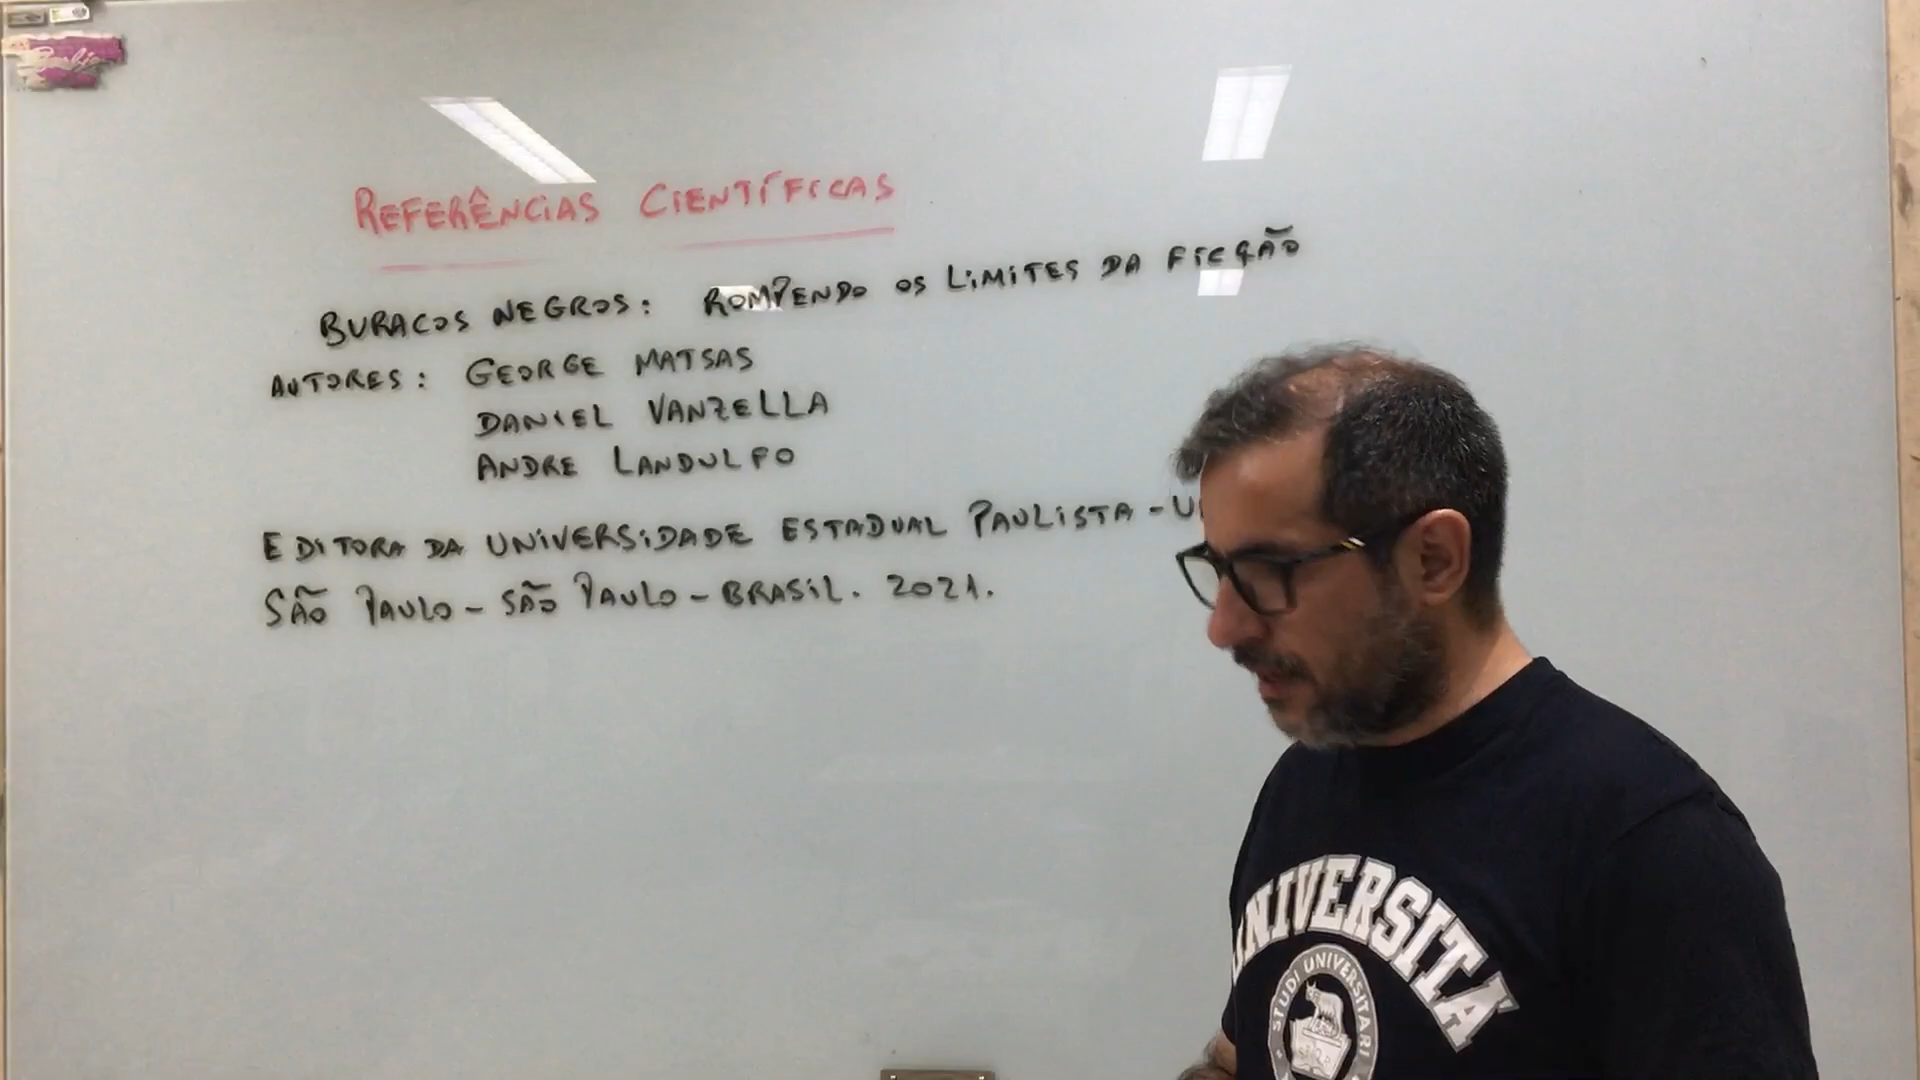 REFERÊNCIAS CIENTÍFICAS
BURACOS NEGROS: ROMPENDO OS LIMITES DA FICÇÃO
AUTORES: GEORGE MATSAS
DANIEL VANZELLA
ANDRE LANDULFO
EDITORA DA UNIVERSIDADE ESTADUAL PAULISTA -
SÃO PAULO - SÃO PAULO - BRASIL. 2021.
UNIVERSITA
STUDI UNIVERSITARI